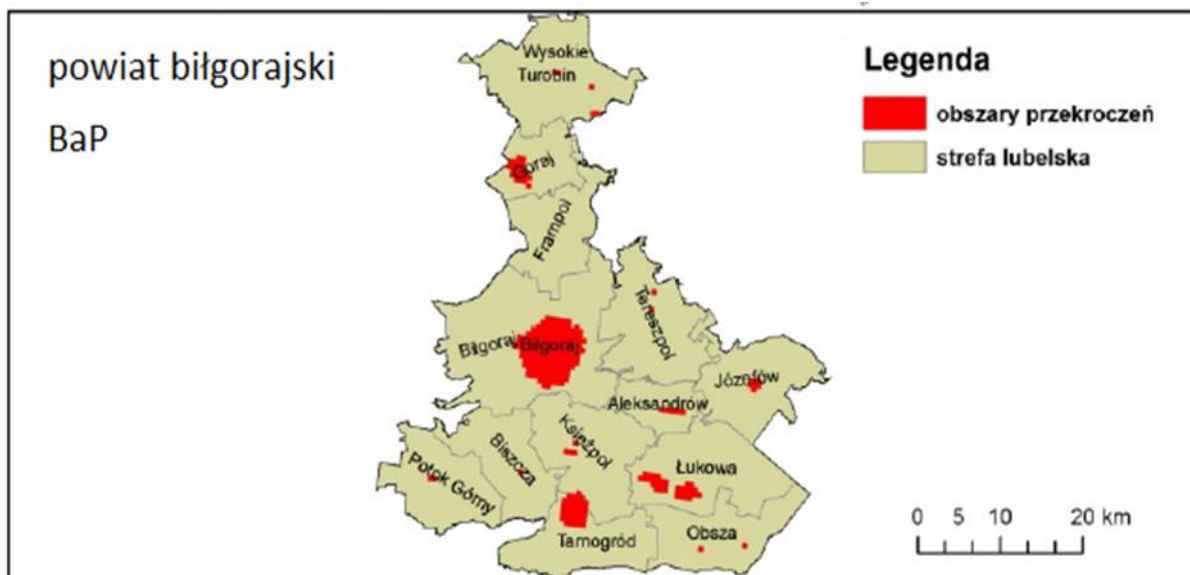 powiat biłgorajski
BaP
Wysokie
Turobin
Goraj
Frampol
Tereszpol
Biłgoraj
Biłgoraj
Józefów
Aleksandrów
Księżpol
Biszcza
Łukowa
Potok Górny
Obsza
Tarnogród
Legenda
obszary przekroczeń
strefa lubelska
0 5 10 20 km